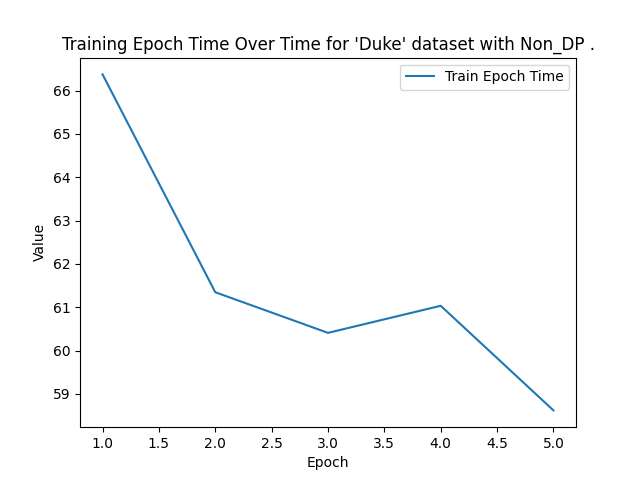 Training Epoch Time Over Time for 'Duke' dataset with Non_DP .
Train Epoch Time
66
65
64
63
62
61
60
59
Value
1.0 1.5 2.0 2.5 3.0 3.5 4.0 4.5 5.0
Epoch